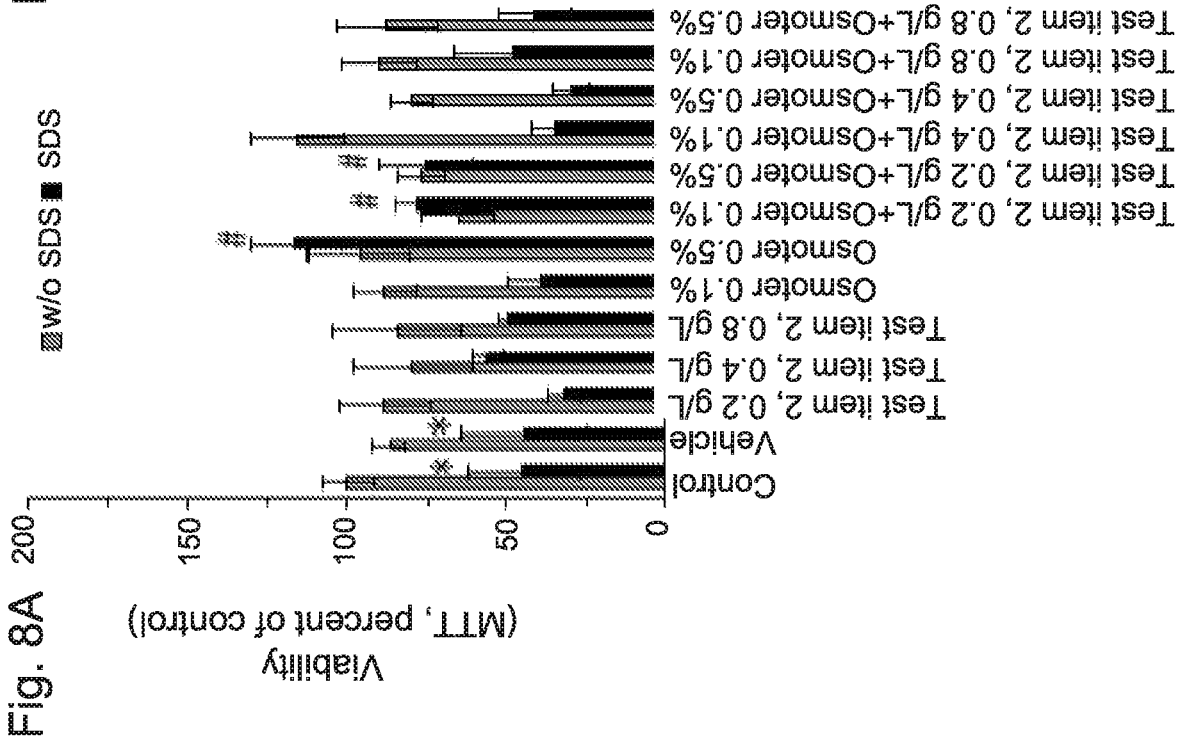 Fig. 8A
w/o SDS SDS
Viability
(MTT, percent of control)
200
150
100
50
0
*
*
#
#
#
Control
Vehicle
Test item 2, 0.2 g/L
Test item 2, 0.4 g/L
Test item 2, 0.8 g/L
Osmoter 0.1%
Osmoter 0.5%
Test item 2, 0.2 g/L+Osmoter 0.1%
Test item 2, 0.2 g/L+Osmoter 0.5%
Test item 2, 0.4 g/L+Osmoter 0.1%
Test item 2, 0.4 g/L+Osmoter 0.5%
Test item 2, 0.8 g/L+Osmoter 0.1%
Test item 2, 0.8 g/L+Osmoter 0.5%